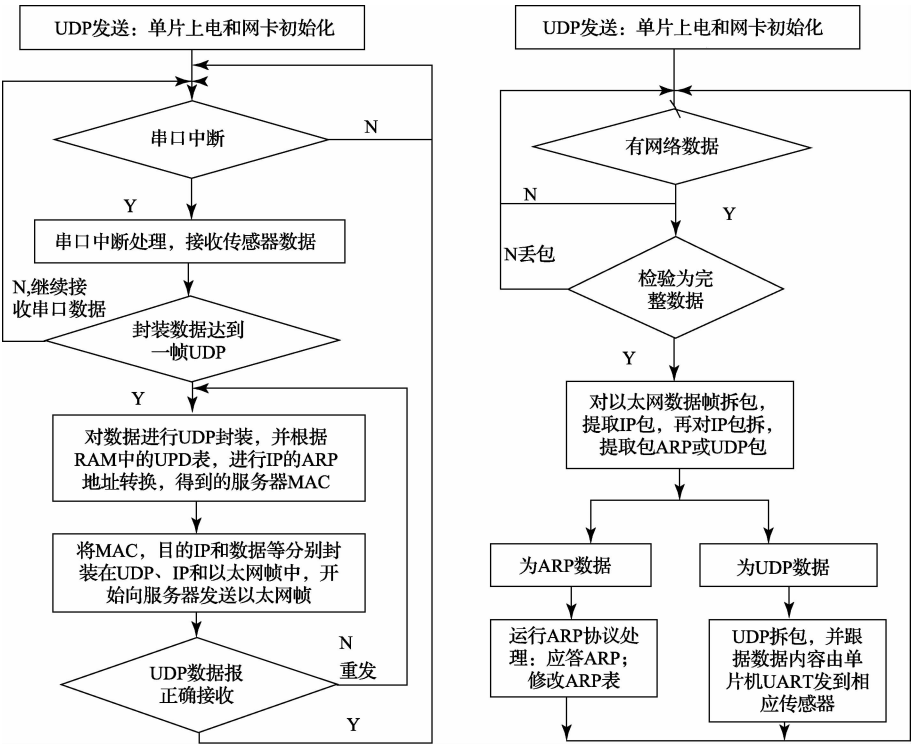 UDP发送：单片上电和网卡初始化
串口中断
N
Y
串口中断处理，接收传感器数据
N,继续接
收串口数据
封装数据达到
一帧UDP
Y
对数据进行UDP封装，并根据
RAM中的UPD表，进行IP的ARP
地址转换，得到的服务器MAC
将MAC，目的IP和数据等分别封
装在UDP、IP和以太网帧中，开
始向服务器发送以太网帧
N
重发
UDP数据报
正确接收
Y
UDP发送：单片上电和网卡初始化
有网络数据
N
Y
N丢包
检验为完
整数据
Y
对以太网数据帧拆包，
提取IP包，再对IP包拆，
提取包ARP或UDP包
为ARP数据
为UDP数据
运行ARP协议处
理：应答ARP；
修改ARP表
UDP拆包，并跟
据数据内容由单
片机UART发到相
应传感器